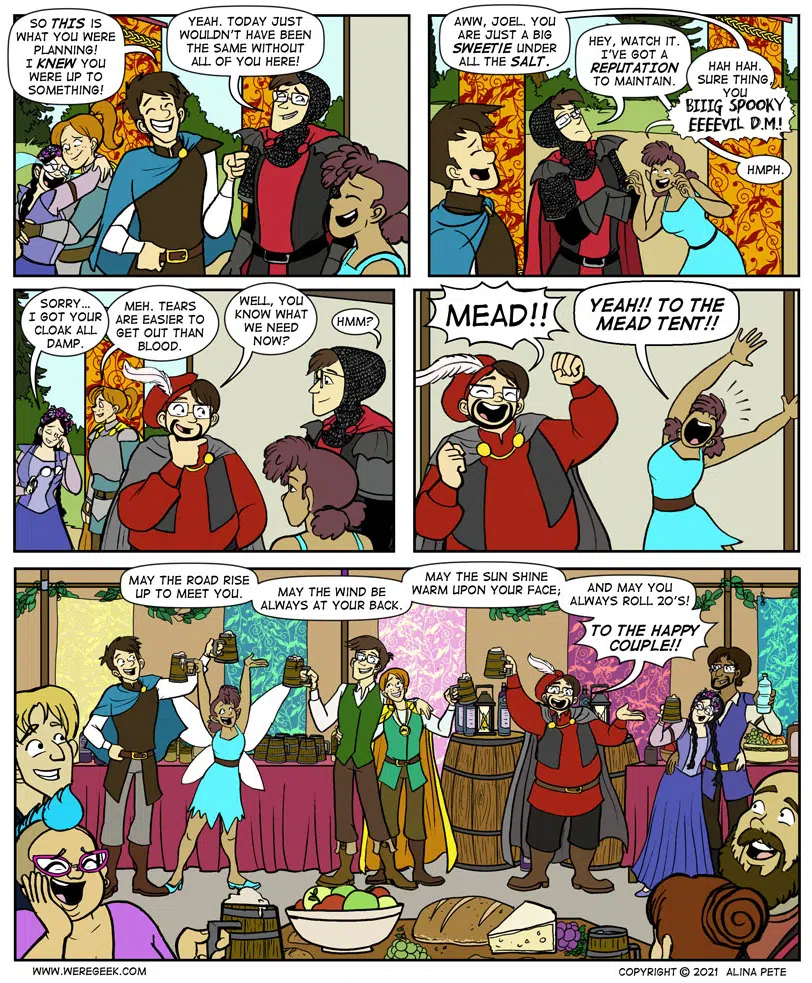 SO THIS IS
WHAT YOU WERE
PLANNING!
I KNEW YOU
WERE UP TO
SOMETHING!
YEAH. TODAY JUST
WOULDN'T HAVE BEEN
THE SAME WITHOUT
ALL OF YOU HERE!
AWW, JOEL. YOU
ARE JUST A BIG
SWEETIE UNDER
ALL THE SALT.
HEY, WATCH IT.
I'VE GOT A
REPUTATION
TO MAINTAIN.
HAH HAH.
SURE THING,
YOU
BIIIG SPOOKY
EEEEVIL D.M.!
HMPH.
SORRY...
I GOT YOUR
CLOAK ALL
DAMP.
MEH. TEARS
ARE EASIER TO
GET OUT THAN
BLOOD.
WELL, YOU
KNOW WHAT
WE NEED
NOW?
HMM?
MEAD!!
YEAH!! TO THE
MEAD TENT!!
MAY THE ROAD RISE
UP TO MEET YOU.
MAY THE WIND BE
ALWAYS AT YOUR BACK.
MAY THE SUN SHINE
WARM UPON YOUR FACE;
AND MAY YOU
ALWAYS ROLL 20'S!
TO THE HAPPY
COUPLE!!
WWW.WEREGEEK.COM
COPYRIGHT © 2021 ALINA PETE